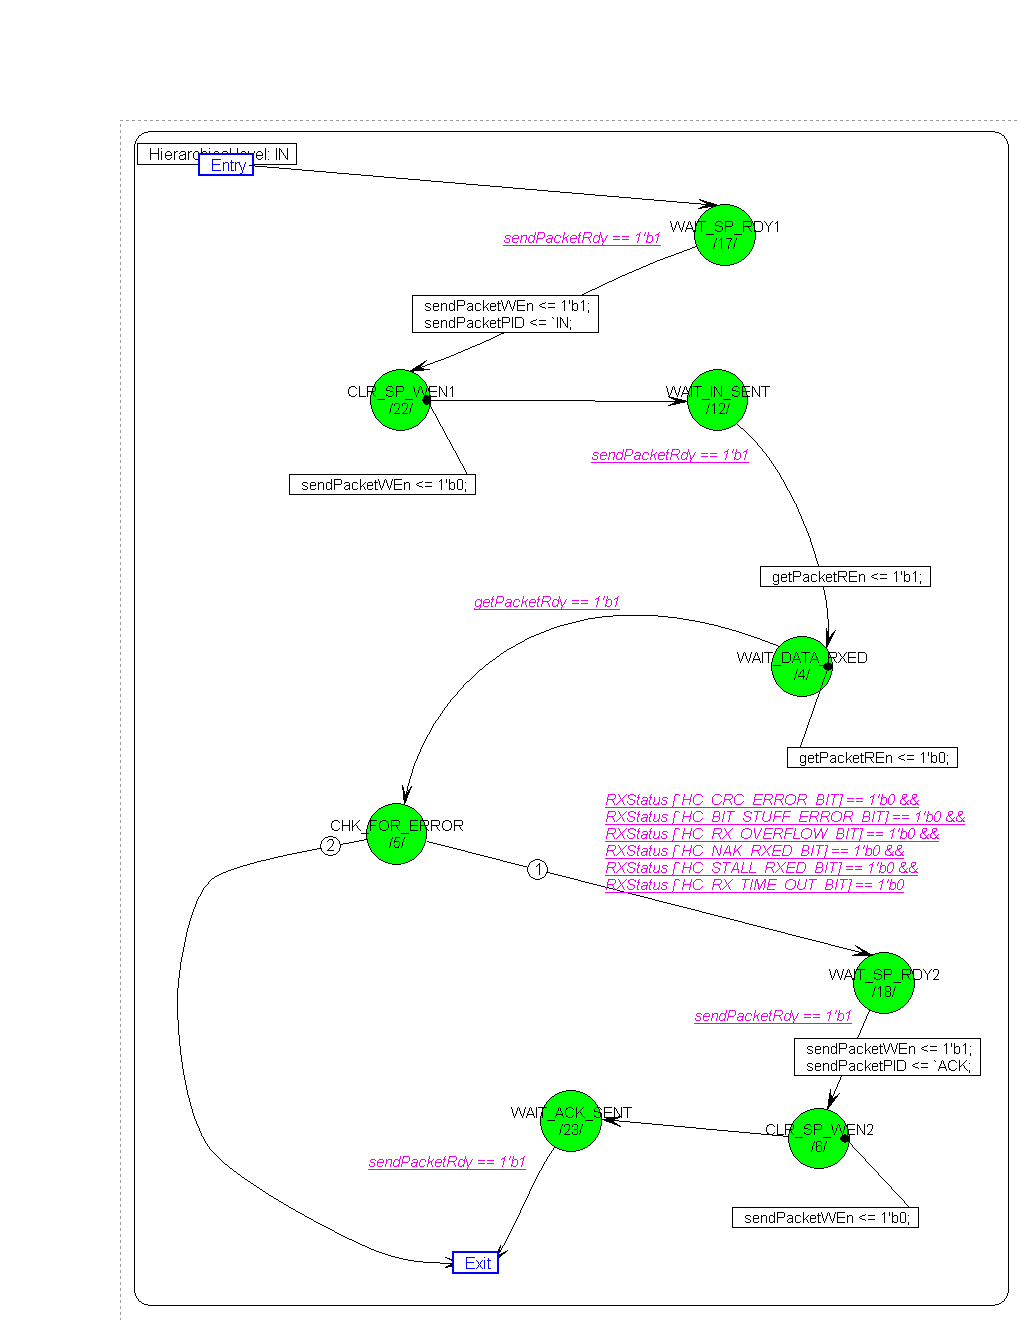 Hierarchical level: IN
Entry
WAIT_SP_RDY1
/17/
sendPacketRdy == 1'b1
sendPacketWEn <= 1'b1;
sendPacketPID <= `IN;
CLR_SP_WEN1
/22/
WAIT_IN_SENT
/12/
sendPacketRdy == 1'b1
sendPacketWEn <= 1'b0;
getPacketREn <= 1'b1;
getPacketRdy == 1'b1
WAIT_DATA_RXED
/4/
getPacketREn <= 1'b0;
RXStatus [`HC_CRC_ERROR_BIT] == 1'b0 &&
RXStatus [`HC_BIT_STUFF_ERROR_BIT] == 1'b0 &&
RXStatus [`HC_RX_OVERFLOW_BIT] == 1'b0 &&
RXStatus [`HC_NAK_RXED_BIT] == 1'b0 &&
RXStatus [`HC_STALL_RXED_BIT] == 1'b0 &&
RXStatus [`HC_RX_TIME_OUT_BIT] == 1'b0
CHK_FOR_ERROR
/5/
2
1
WAIT_SP_RDY2
/18/
sendPacketRdy == 1'b1
sendPacketWEn <= 1'b1;
sendPacketPID <= `ACK;
WAIT_ACK_SENT
/23/
CLR_SP_WEN2
/6/
sendPacketRdy == 1'b1
sendPacketWEn <= 1'b0;
Exit